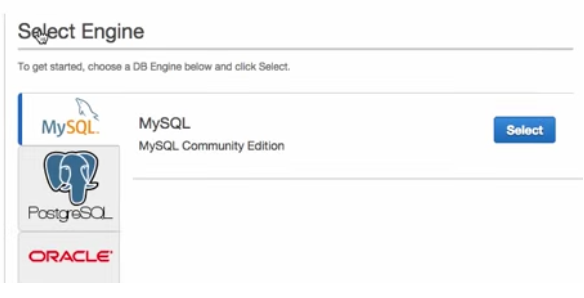 Select Engine
To get started, choose a DB Engine below and click Select.
MySQL.
MySQL
Select
MySQL Community Edition
PostgreSQL
ORACLE